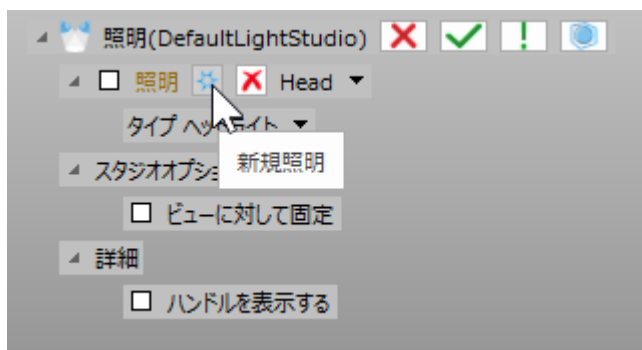 照明(DefaultLightStudio)
照明 Head
タイプ ヘッドライト
新規照明
スタジオオプショ
ビューに対して固定
詳細
ハンドルを表示する